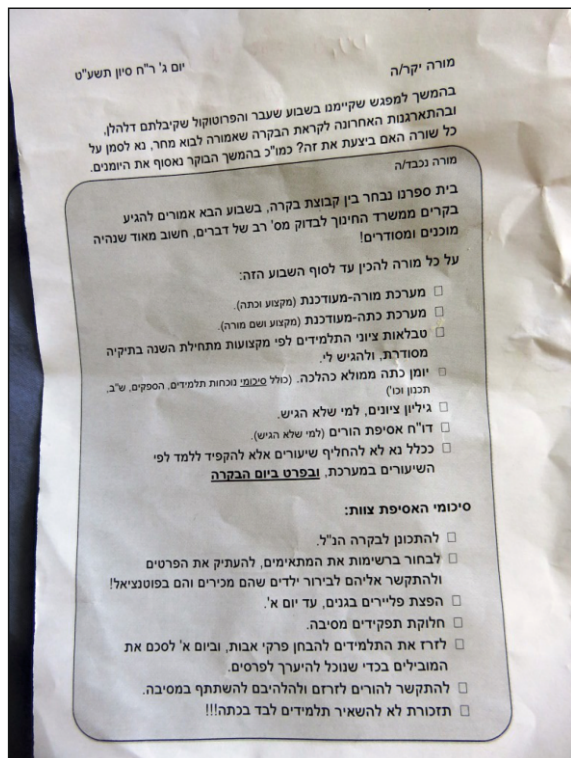 יום ג' ר"ח סיון תשע"ט
מורה יקר/ה
בהמשך למפגש שקיימנו בשבוע שעבר והפרוטוקול שקיבלתם דלהלן,
ובהתארגנות האחרונה לקראת הבקרה שאמורה לבוא מחר, נא לסמן על
כל שורה האם ביצעת את זה? כמו"כ בהמשך הבוקר נאסוף את היומנים.
מורה נכבד/ה
בית ספרנו נבחר בין קבוצת בקרה, בשבוע הבא אמורים להגיע
בקרים ממשרד החינוך לבדוק מס' רב של דברים, חשוב מאוד שנהיה
מוכנים ומסודרים!
על כל מורה להכין עד לסוף השבוע הזה:
☐ מערכת מורה-מעודכנת (מקצוע וכתה).
☐ מערכת כתה-מעודכנת (מקצוע ושם מורה).
☐ טבלאות ציוני התלמידים לפי מקצועות מתחילת השנה בתיקיה
מסודרת, ולהגיש לי.
☐ יומן כתה ממולא כהלכה. (כולל סיכומי נוכחות תלמידים, הספקים, ש"ב,
תכנון וכו')
☐ גיליון ציונים, למי שלא הגיש.
☐ דו"ח אסיפת הורים (למי שלא הגיש).
☐ ככלל נא לא להחליף שיעורים אלא להקפיד ללמד לפי
השיעורים במערכת, ובפרט ביום הבקרה
סיכומי האסיפת צוות:
☐ להתכונן לבקרה הנ"ל.
☐ לבחור ברשימות את המתאימים, להעתיק את הפרטים
ולהתקשר אליהם לבירור ילדים שהם מכירים והם בפוטנציאל!
☐ הפצת פליירים בגנים, עד יום א'.
☐ חלוקת תפקידים מסיבה.
☐ לזרז את התלמידים להבחן פרקי אבות, וביום א' לסכם את
המובילים בכדי שנוכל להיערך לפרסים.
☐ להתקשר להורים לזרזם ולהלהיבם להשתתף במסיבה.
☐ תזכורת לא להשאיר תלמידים לבד בכתה!!!